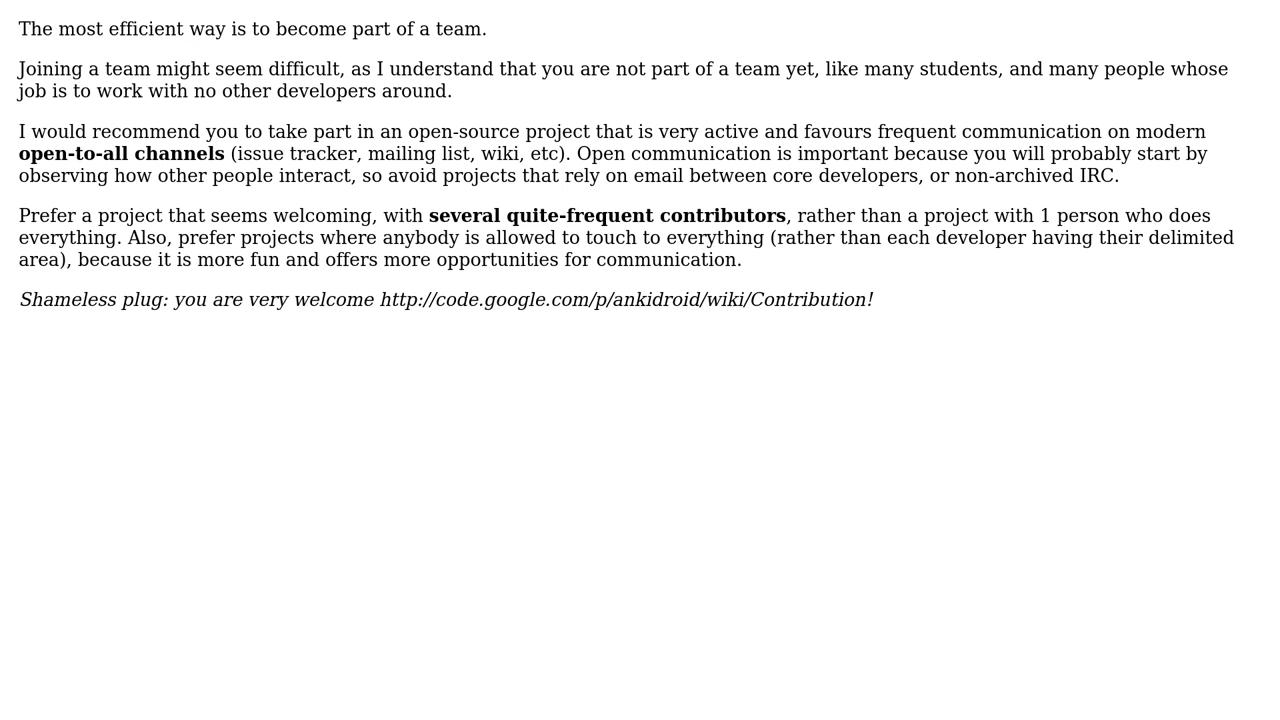 The most efficient way is to become part of a team.
Joining a team might seem difficult, as I understand that you are not part of a team yet, like many students, and many people whose
job is to work with no other developers around.
I would recommend you to take part in an open-source project that is very active and favours frequent communication on modern
open-to-all channels (issue tracker, mailing list, wiki, etc). Open communication is important because you will probably start by
observing how other people interact, so avoid projects that rely on email between core developers, or non-archived IRC.
Prefer a project that seems welcoming, with several quite-frequent contributors, rather than a project with 1 person who does
everything. Also, prefer projects where anybody is allowed to touch to everything (rather than each developer having their delimited
area), because it is more fun and offers more opportunities for communication.
Shameless plug: you are very welcome http://code.google.com/p/ankidroid/wiki/Contribution!